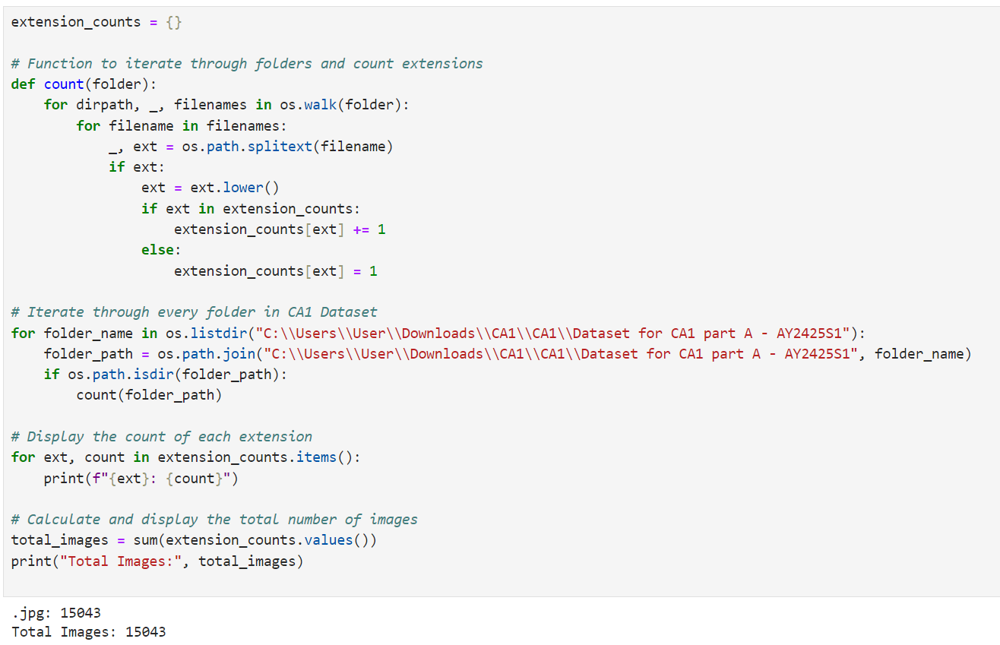 extension_counts = {}

# Function to iterate through folders and count extensions
def count(folder):
    for dirpath, _, filenames in os.walk(folder):
        for filename in filenames:
            _, ext = os.path.splitext(filename)
            if ext:
                ext = ext.lower()
                if ext in extension_counts:
                    extension_counts[ext] += 1
                else:
                    extension_counts[ext] = 1

# Iterate through every folder in CA1 Dataset
for folder_name in os.listdir("C:\\Users\\User\\Downloads\\CA1\\CA1\\Dataset for CA1 part A - AY2425S1"):
    folder_path = os.path.join("C:\\Users\\User\\Downloads\\CA1\\CA1\\Dataset for CA1 part A - AY2425S1", folder_name)
    if os.path.isdir(folder_path):
        count(folder_path)

# Display the count of each extension
for ext, count in extension_counts.items():
    print(f"{ext}: {count}")

# Calculate and display the total number of images
total_images = sum(extension_counts.values())
print("Total Images:", total_images)

.jpg: 15043
Total Images: 15043